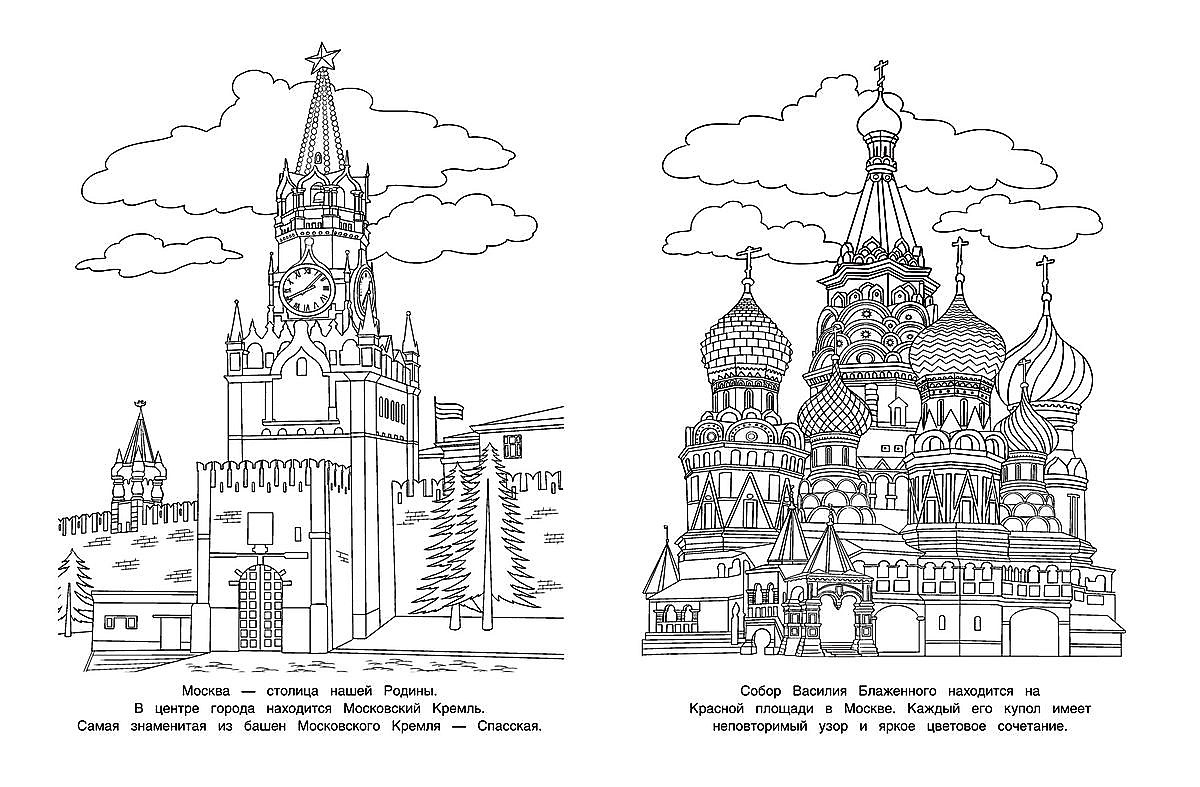 Москва — столица нашей Родины.
В центре города находится Московский Кремль.
Самая знаменитая из башен Московского Кремля — Спасская.
Собор Василия Блаженного находится на
Красной площади в Москве. Каждый его купол имеет
неповторимый узор и яркое цветовое сочетание.